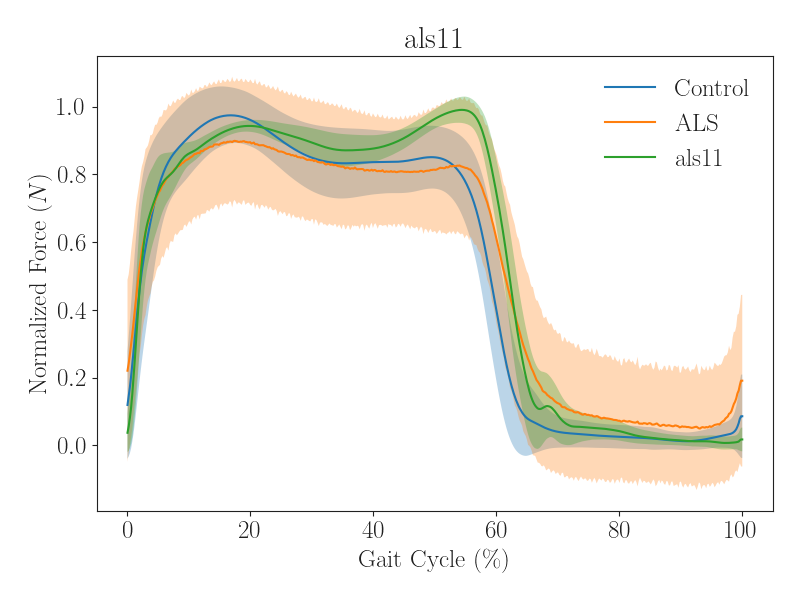 als11
Normalized Force (N)
1.0
0.8
0.6
0.4
0.2
0.0
Control
ALS
als11
0 20 40 60 80 100
Gait Cycle (%)